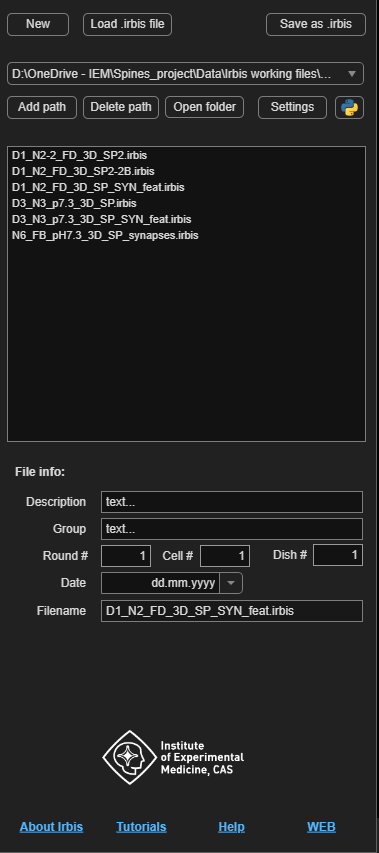 New Load .irbis file Save as .irbis
D:\OneDrive - IEM\Spines_project\Data\Irbis working files\...
Add path Delete path Open folder Settings
D1_N2-2_FD_3D_SP2.irbis
D1_N2_FD_3D_SP2-2B.irbis
D1_N2_FD_3D_SP_SYN_feat.irbis
D3_N3_p7.3_3D_SP.irbis
D3_N3_p7.3_3D_SP_SYN_feat.irbis
N6_FB_pH7.3_3D_SP_synapses.irbis
File info:
Description text...
Group text...
Round # 1 Cell # 1 Dish # 1
Date dd.mm.yyyy
Filename D1_N2_FD_3D_SP_SYN_feat.irbis
Institute
of Experimental
Medicine, CAS
About Irbis Tutorials Help WEB